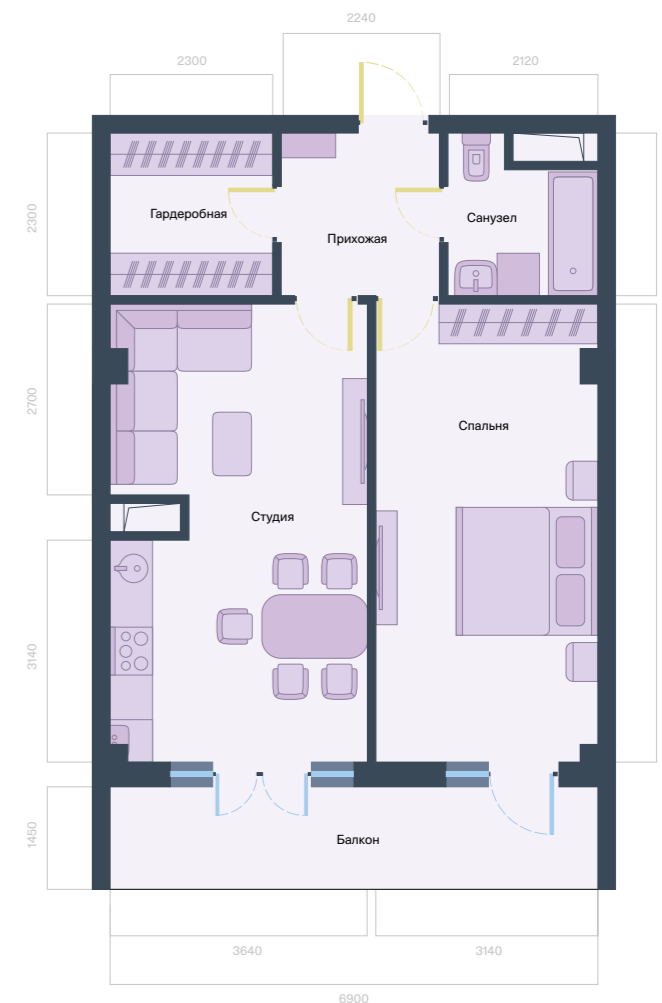 2240
2300
2120
2300
Гардеробная
Санузел
Прихожая
2700
Спальня
Студия
3140
1450
Балкон
3640
3140
6900